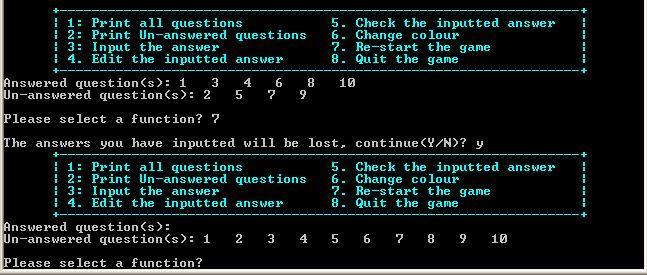 1: Print all questions 5. Check the inputted answer
2: Print Un-answered questions 6. Change colour
3: Input the answer 7. Re-start the game
4. Edit the inputted answer 8. Quit the game
Answered question(s): 1 3 4 6 8 10
Un-answered question(s): 2 5 7 9
Please select a function? 7
The answers you have inputted will be lost, continue(Y/N)? y
1: Print all questions 5. Check the inputted answer
2: Print Un-answered questions 6. Change colour
3: Input the answer 7. Re-start the game
4. Edit the inputted answer 8. Quit the game
Answered question(s):
Un-answered question(s): 1 2 3 4 5 6 7 8 9 10
Please select a function?